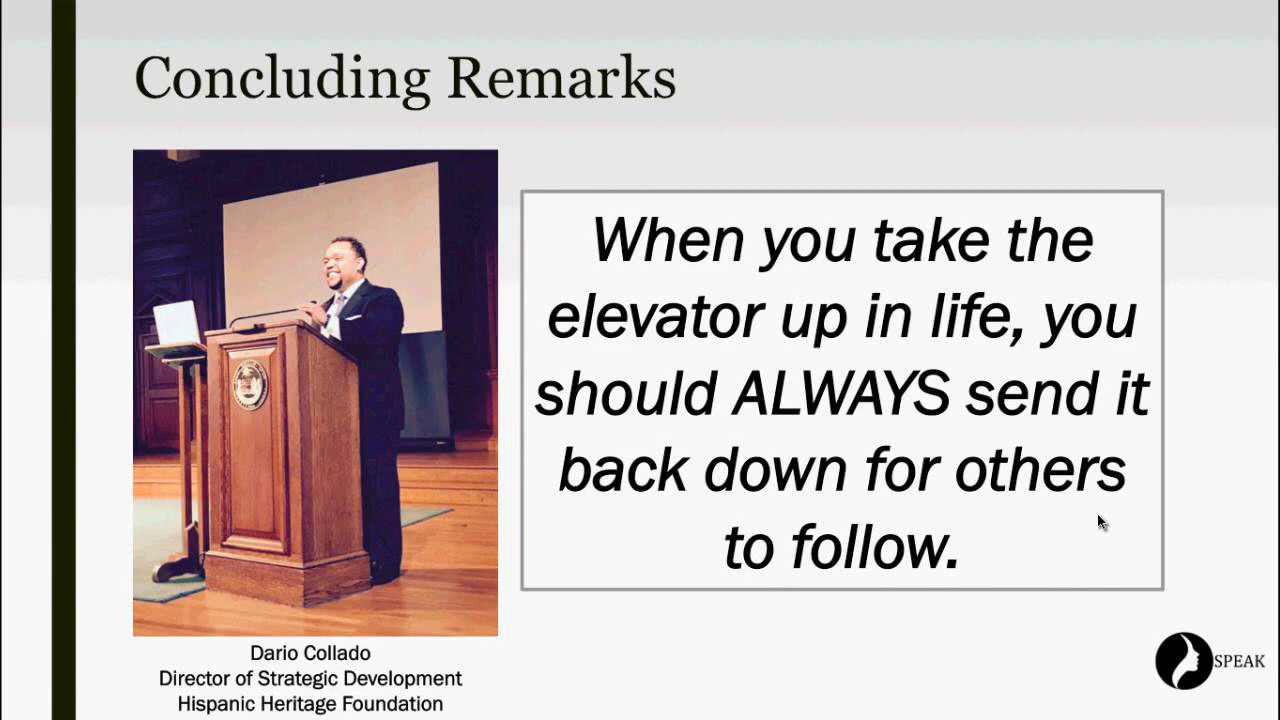 Concluding Remarks
When you take the
elevator up in life, you
should ALWAYS send it
back down for others
to follow.
Dario Collado
Director of Strategic Development
Hispanic Heritage Foundation
SPEAK